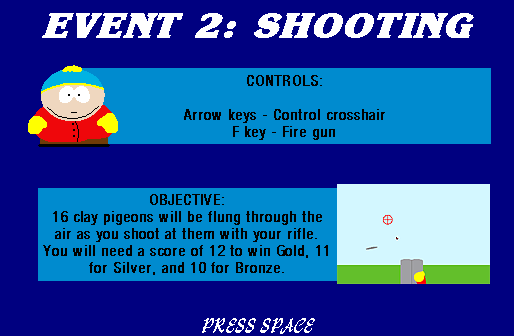 EVENT 2: SHOOTING
CONTROLS:
Arrow keys - Control crosshair
F key - Fire gun
OBJECTIVE:
16 clay pigeons will be flung through the
air as you shoot at them with your rifle.
You will need a score of 12 to win Gold, 11
for Silver, and 10 for Bronze.
PRESS SPACE